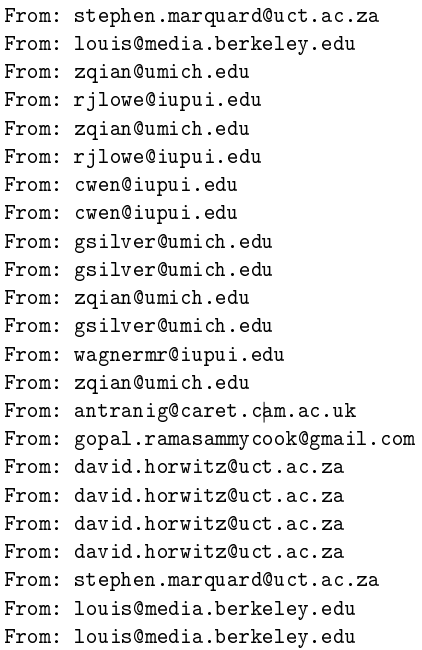 From: stephen.marquard@uct.ac.za
From: louis@media.berkeley.edu
From: zqian@umich.edu
From: rjlowe@iupui.edu
From: zqian@umich.edu
From: rjlowe@iupui.edu
From: cwen@iupui.edu
From: cwen@iupui.edu
From: gsilver@umich.edu
From: gsilver@umich.edu
From: zqian@umich.edu
From: gsilver@umich.edu
From: wagnermr@iupui.edu
From: zqian@umich.edu
From: antranig@caret.cam.ac.uk
From: gopal.ramasammycook@gmail.com
From: david.horwitz@uct.ac.za
From: david.horwitz@uct.ac.za
From: david.horwitz@uct.ac.za
From: david.horwitz@uct.ac.za
From: stephen.marquard@uct.ac.za
From: louis@media.berkeley.edu
From: louis@media.berkeley.edu